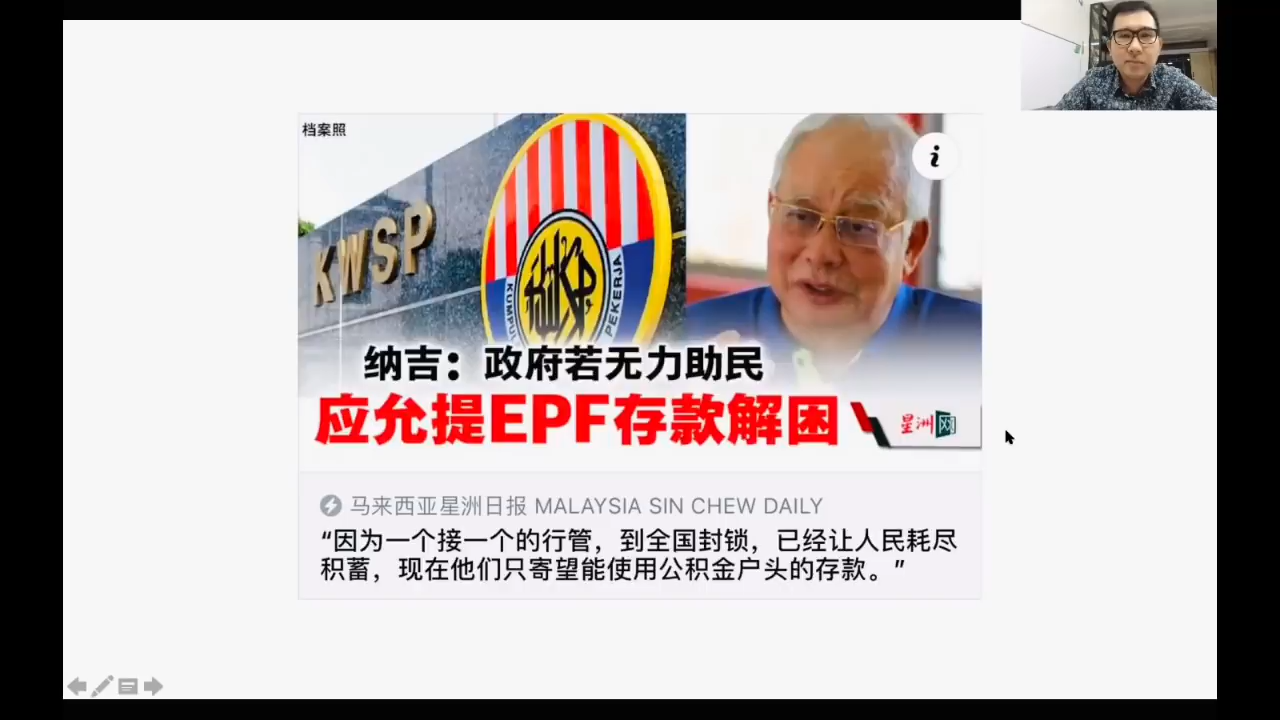 档案照
KWSP
KWSP
KUMPUL
PEKERJA
i
纳吉：政府若无力助民
应允提EPF存款解困
星洲网
马来西亚星洲日报 MALAYSIA SIN CHEW DAILY
“因为一个接一个的行管，到全国封锁，已经让人民耗尽
积蓄，现在他们只寄望能使用公积金户头的存款。”